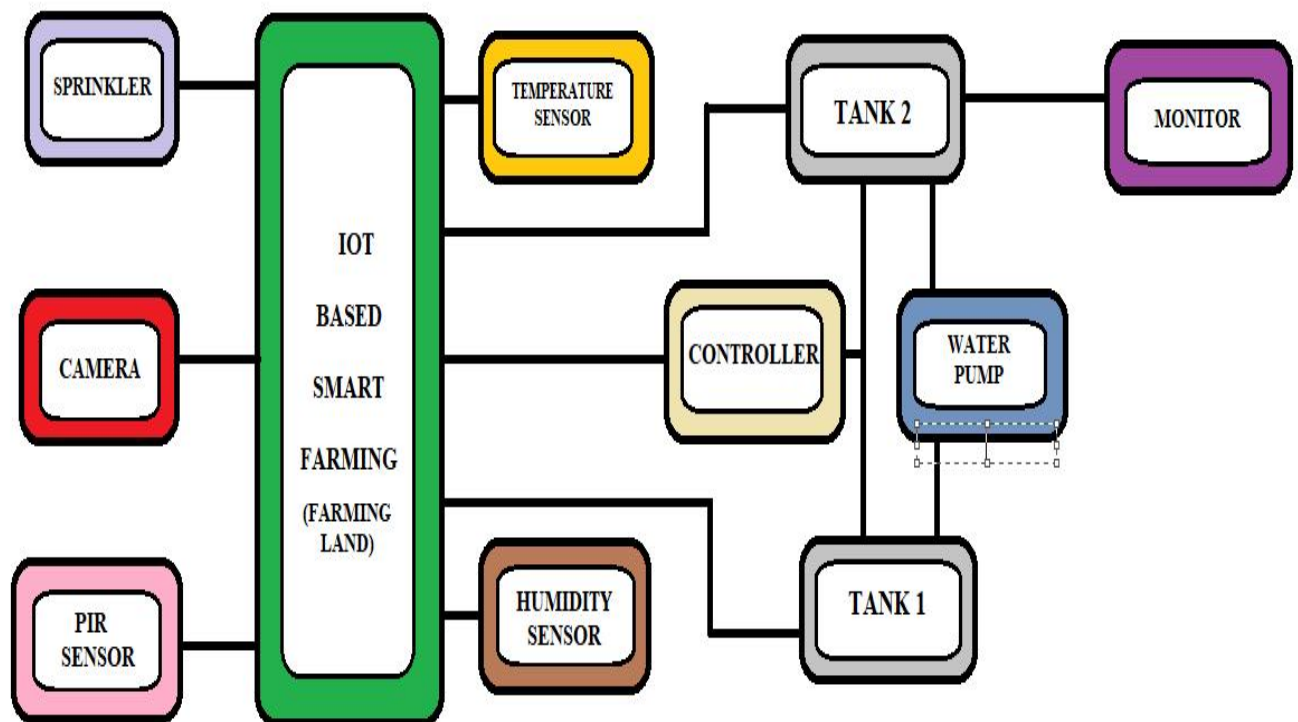 SPRINKLER
CAMERA
PIR
SENSOR
IOT
BASED
SMART
FARMING
(FARMING
LAND)
TEMPERATURE
SENSOR
HUMIDITY
SENSOR
CONTROLLER
TANK 2
WATER
PUMP
TANK 1
MONITOR